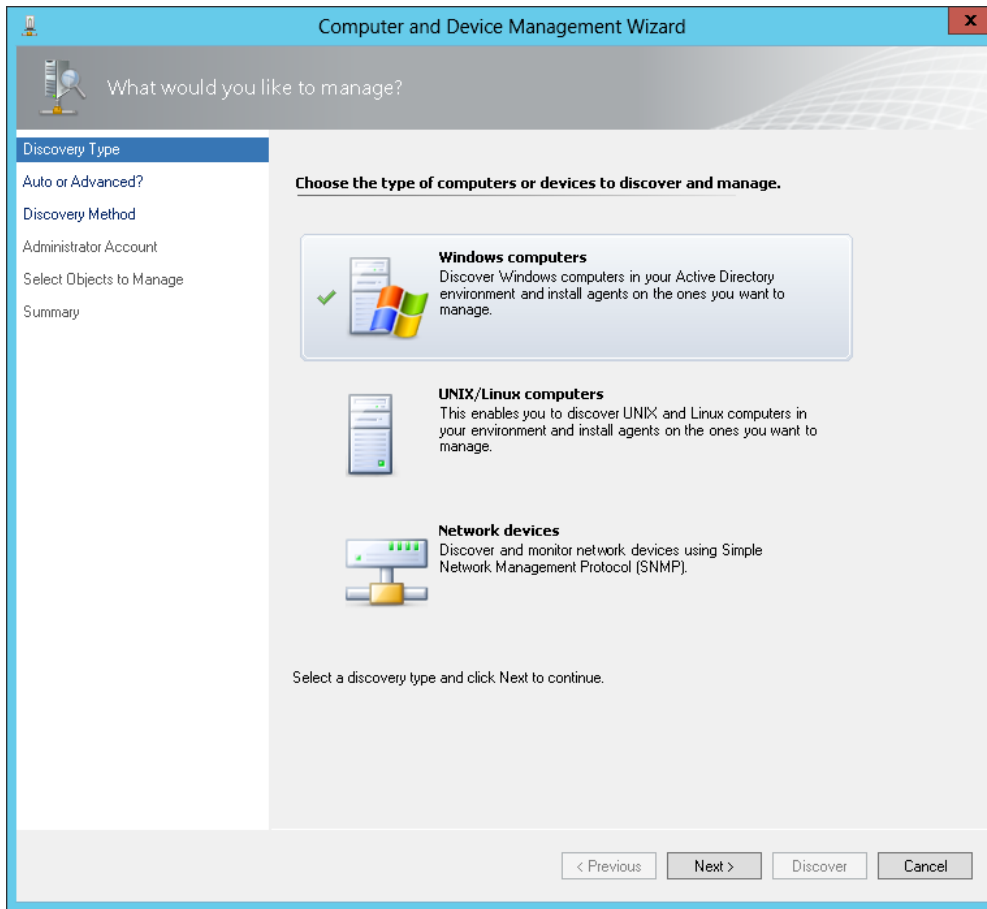 Computer and Device Management Wizard
x
What would you like to manage?
Discovery Type
Auto or Advanced?
Discovery Method
Administrator Account
Select Objects to Manage
Summary
Choose the type of computers or devices to discover and manage.
Windows computers
Discover Windows computers in your Active Directory
environment and install agents on the ones you want to
manage.
UNIX/Linux computers
This enables you to discover UNIX and Linux computers in
your environment and install agents on the ones you want to
manage.
Network devices
Discover and monitor network devices using Simple
Network Management Protocol (SNMP).
Select a discovery type and click Next to continue.
< Previous
Next >
Discover
Cancel